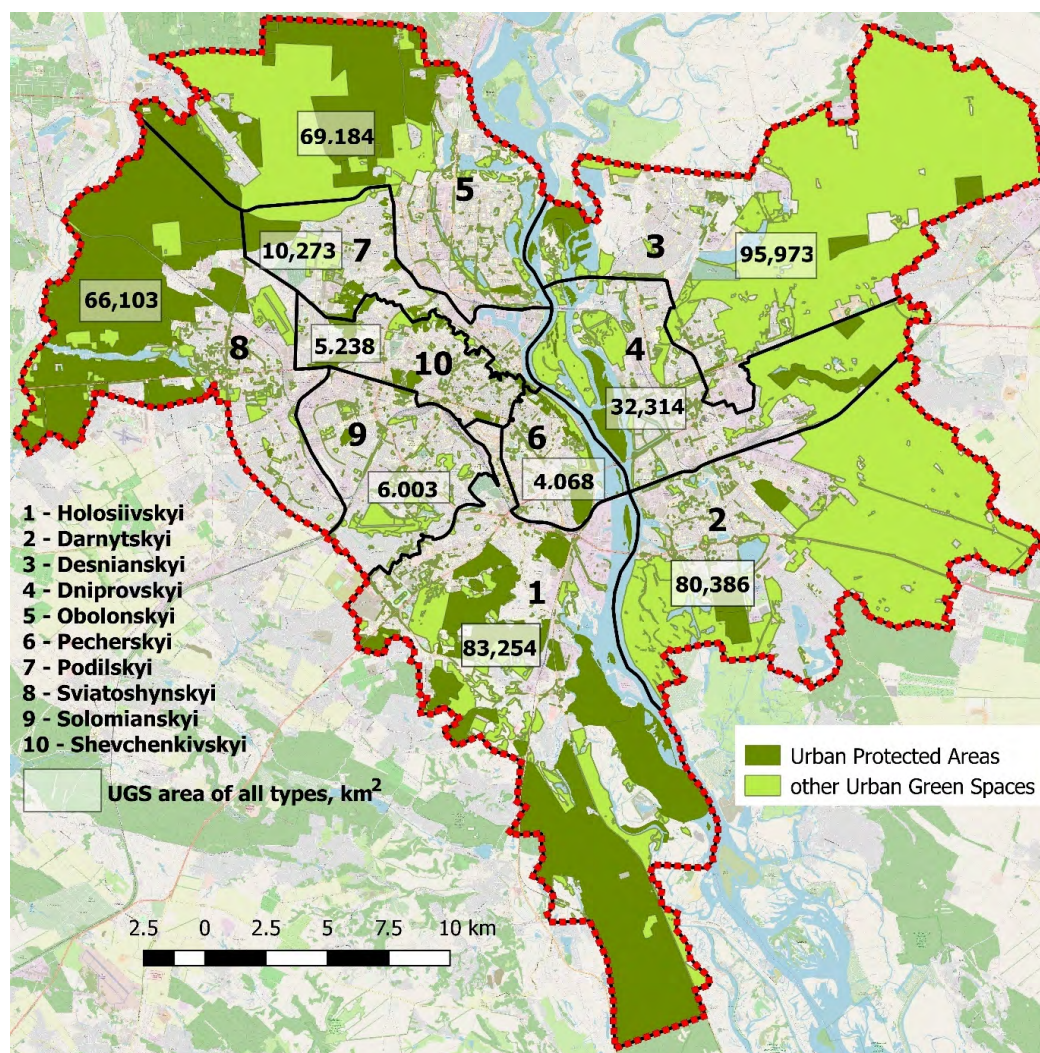 69.184
5
3
10,273
7
95,973
66,103
8
5.238
10
4
32,314
9
6
6.003
4.068
2
1 - Holosiivskyi
2 - Darnytskyi
3 - Desnianskyi
4 - Dniprovskyi
5 - Obolonskyi
6 - Pecherskyi
7 - Podilskyi
8 - Sviatoshynskyi
9 - Solomianskyi
10 - Shevchenkivskyi
UGS area of all types, km²
1
80,386
83,254
Urban Protected Areas
other Urban Green Spaces
2.5 0 2.5 5 7.5 10 km